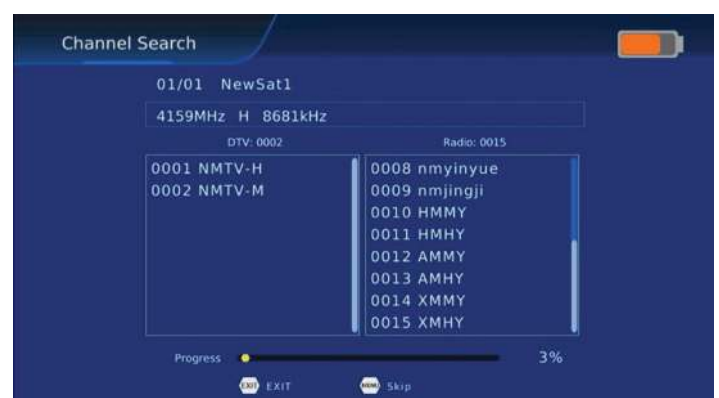 Channel Search
01/01 NewSat1
4159MHz H 8681kHz
DTV: 0002
Radio: 0015
0001 NMTV-H
0002 NMTV-M
0008 nmyinyue
0009 nmjingji
0010 HMMY
0011 HMHY
0012 AMMY
0013 AMHY
0014 XMMY
0015 XMHY
Progress 3%
EXIT EXIT
MENU Skip